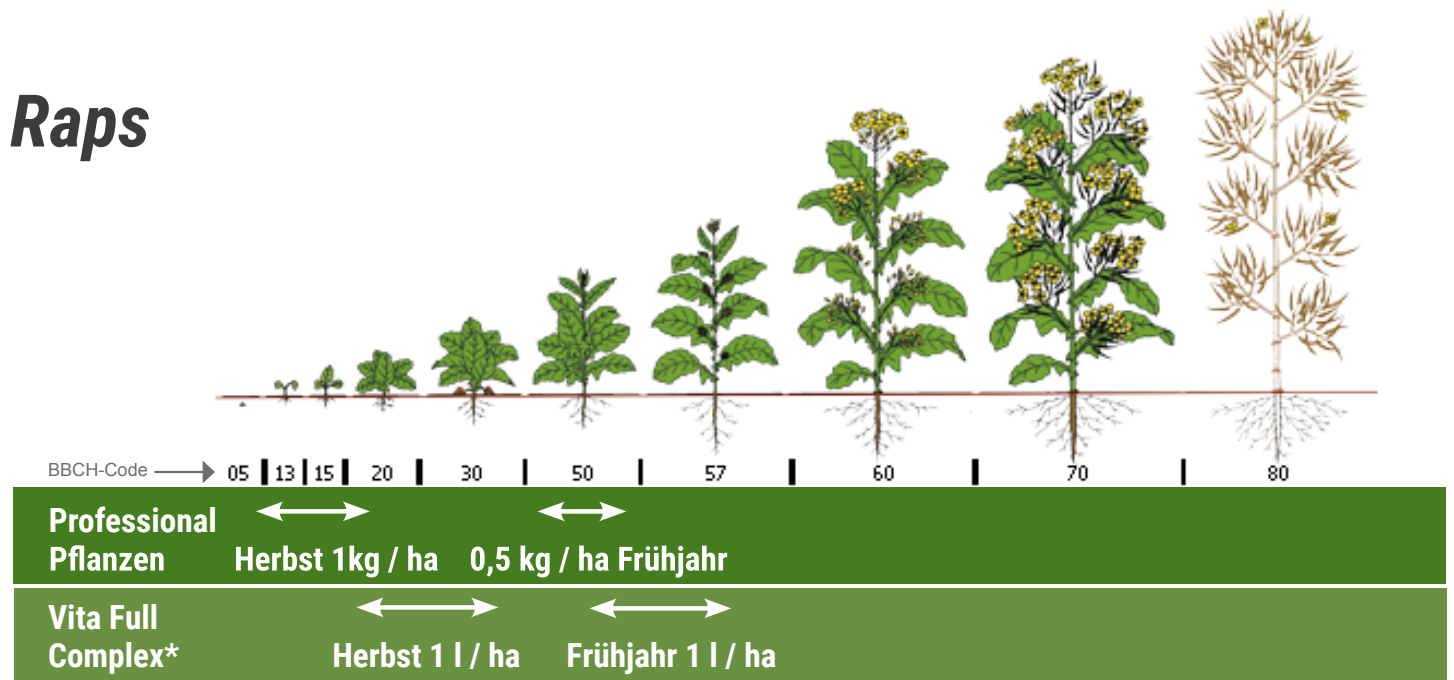 Raps
BBCH-Code 05 13 15 20 30 50 57 60 70 80
Professional
Pflanzen Herbst 1kg / ha 0,5 kg / ha Frühjahr
Vita Full
Complex* Herbst 1 l / ha Frühjahr 1 l / ha